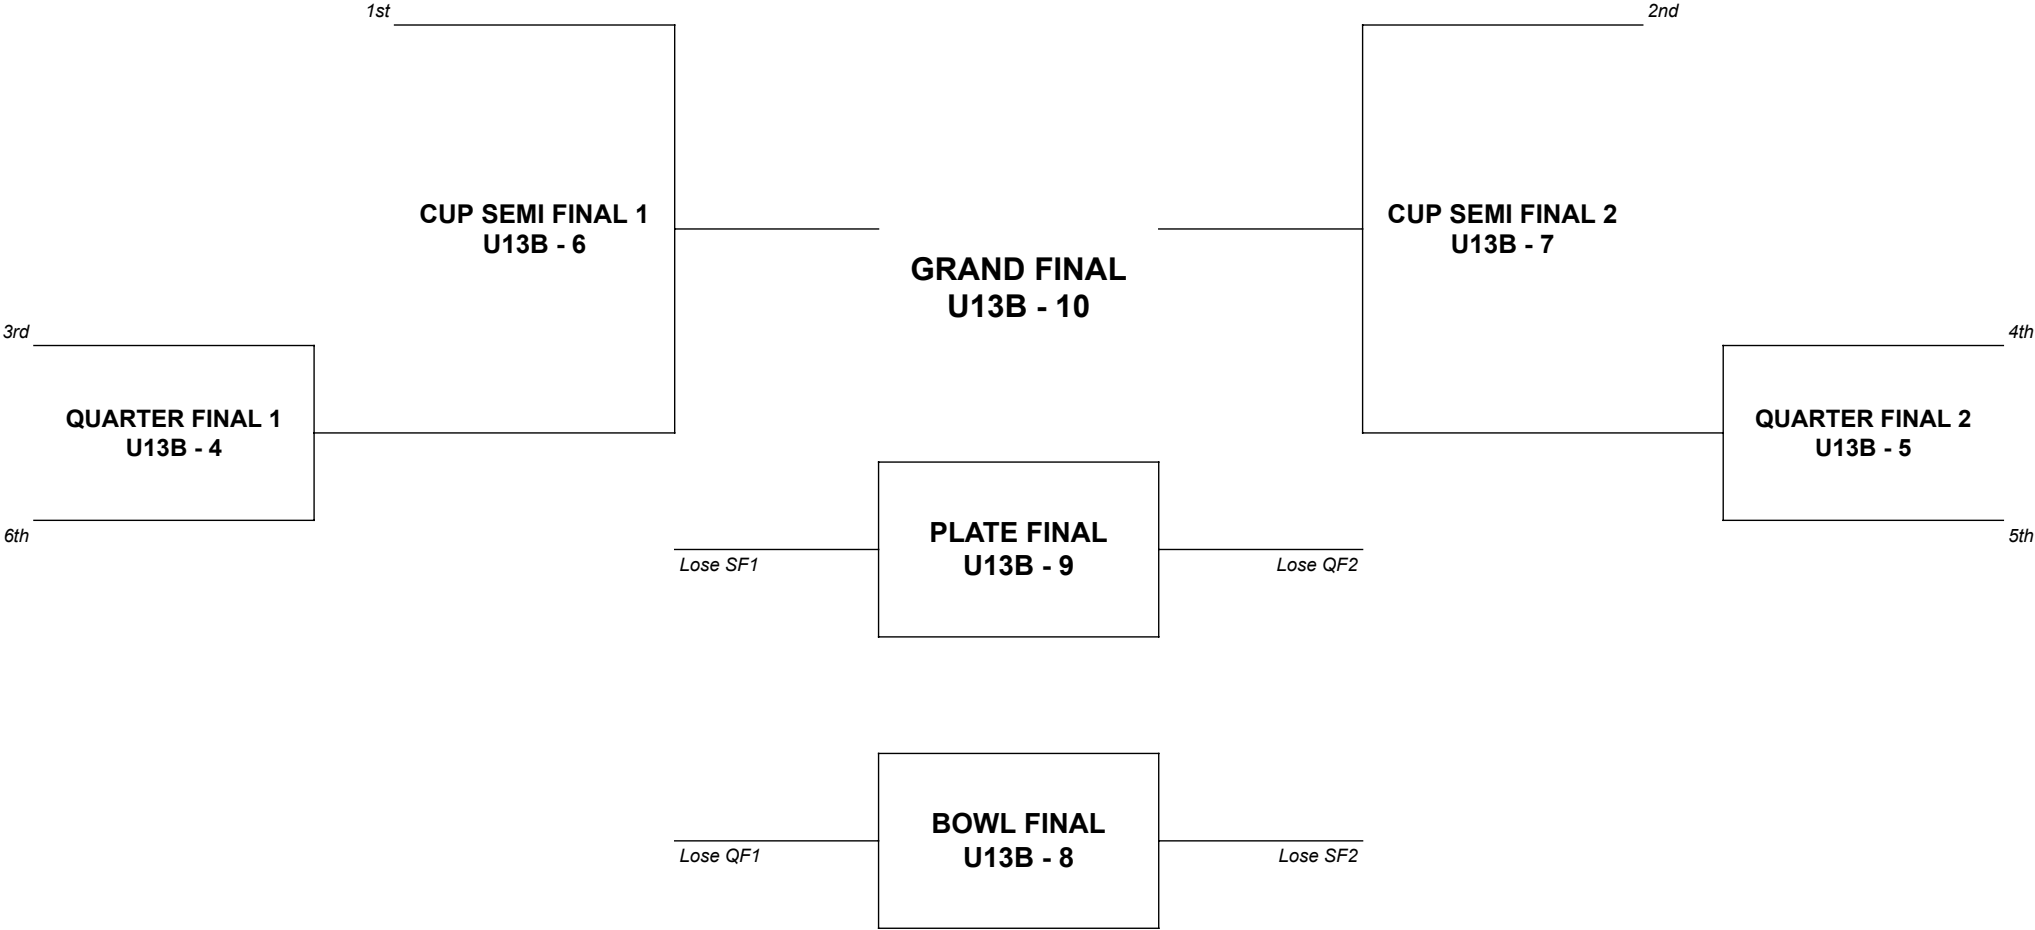 1st
2nd
CUP SEMI FINAL 1
U13B - 6
CUP SEMI FINAL 2
U13B - 7
GRAND FINAL
U13B - 10
3rd
4th
QUARTER FINAL 1
U13B - 4
QUARTER FINAL 2
U13B - 5
6th
5th
PLATE FINAL
U13B - 9
Lose SF1
Lose QF2
BOWL FINAL
U13B - 8
Lose QF1
Lose SF2